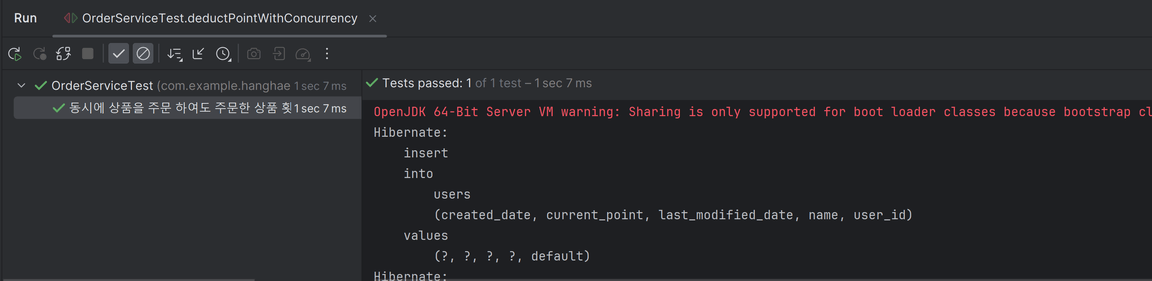 Run OrderServiceTest.deductPointWithConcurrency
OrderServiceTest (com.example.hanghae 1 sec 7 ms
동시에 상품을 주문 하여도 주문한 상품 횟 1 sec 7 ms
Tests passed: 1 of 1 test – 1 sec 7 ms
OpenJDK 64-Bit Server VM warning: Sharing is only supported for boot loader classes because bootstrap cl
Hibernate:
insert
into
users
(created_date, current_point, last_modified_date, name, user_id)
values
(?, ?, ?, ?, default)
Hibernate: